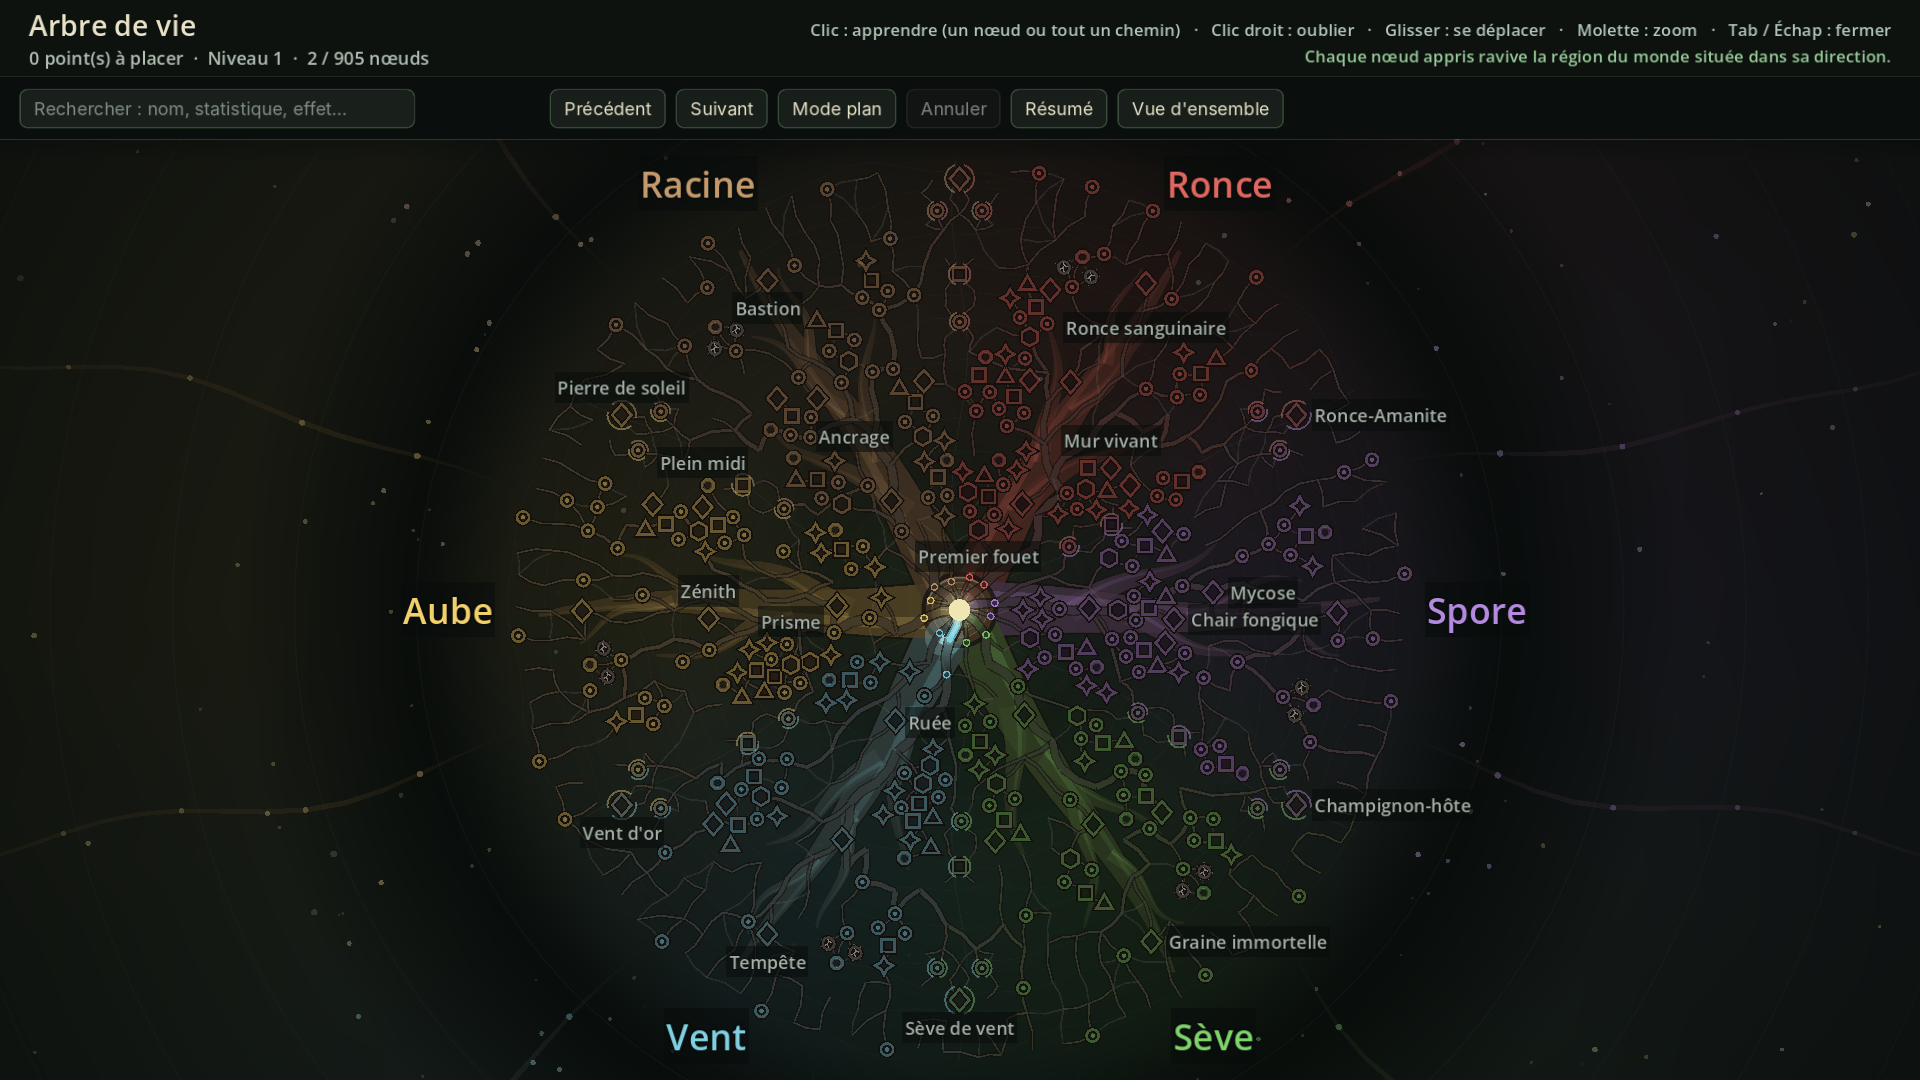 Arbre de vie
0 point(s) à placer · Niveau 1 · 2 / 905 nœuds
Clic : apprendre (un nœud ou tout un chemin) · Clic droit : oublier · Glisser : se déplacer · Molette : zoom · Tab / Échap : fermer
Chaque nœud appris ravive la région du monde située dans sa direction.
Rechercher : nom, statistique, effet...
Précédent
Suivant
Mode plan
Annuler
Résumé
Vue d'ensemble
Racine
Ronce
Bastion
Ronce sanguinaire
Pierre de soleil
Ronce-Amanite
Ancrage
Mur vivant
Plein midi
Premier fouet
Zénith
Mycose
Aube
Prisme
Chair fongique
Spore
Ruée
Vent d'or
Champignon-hôte
Tempête
Graine immortelle
Sève de vent
Vent
Sève